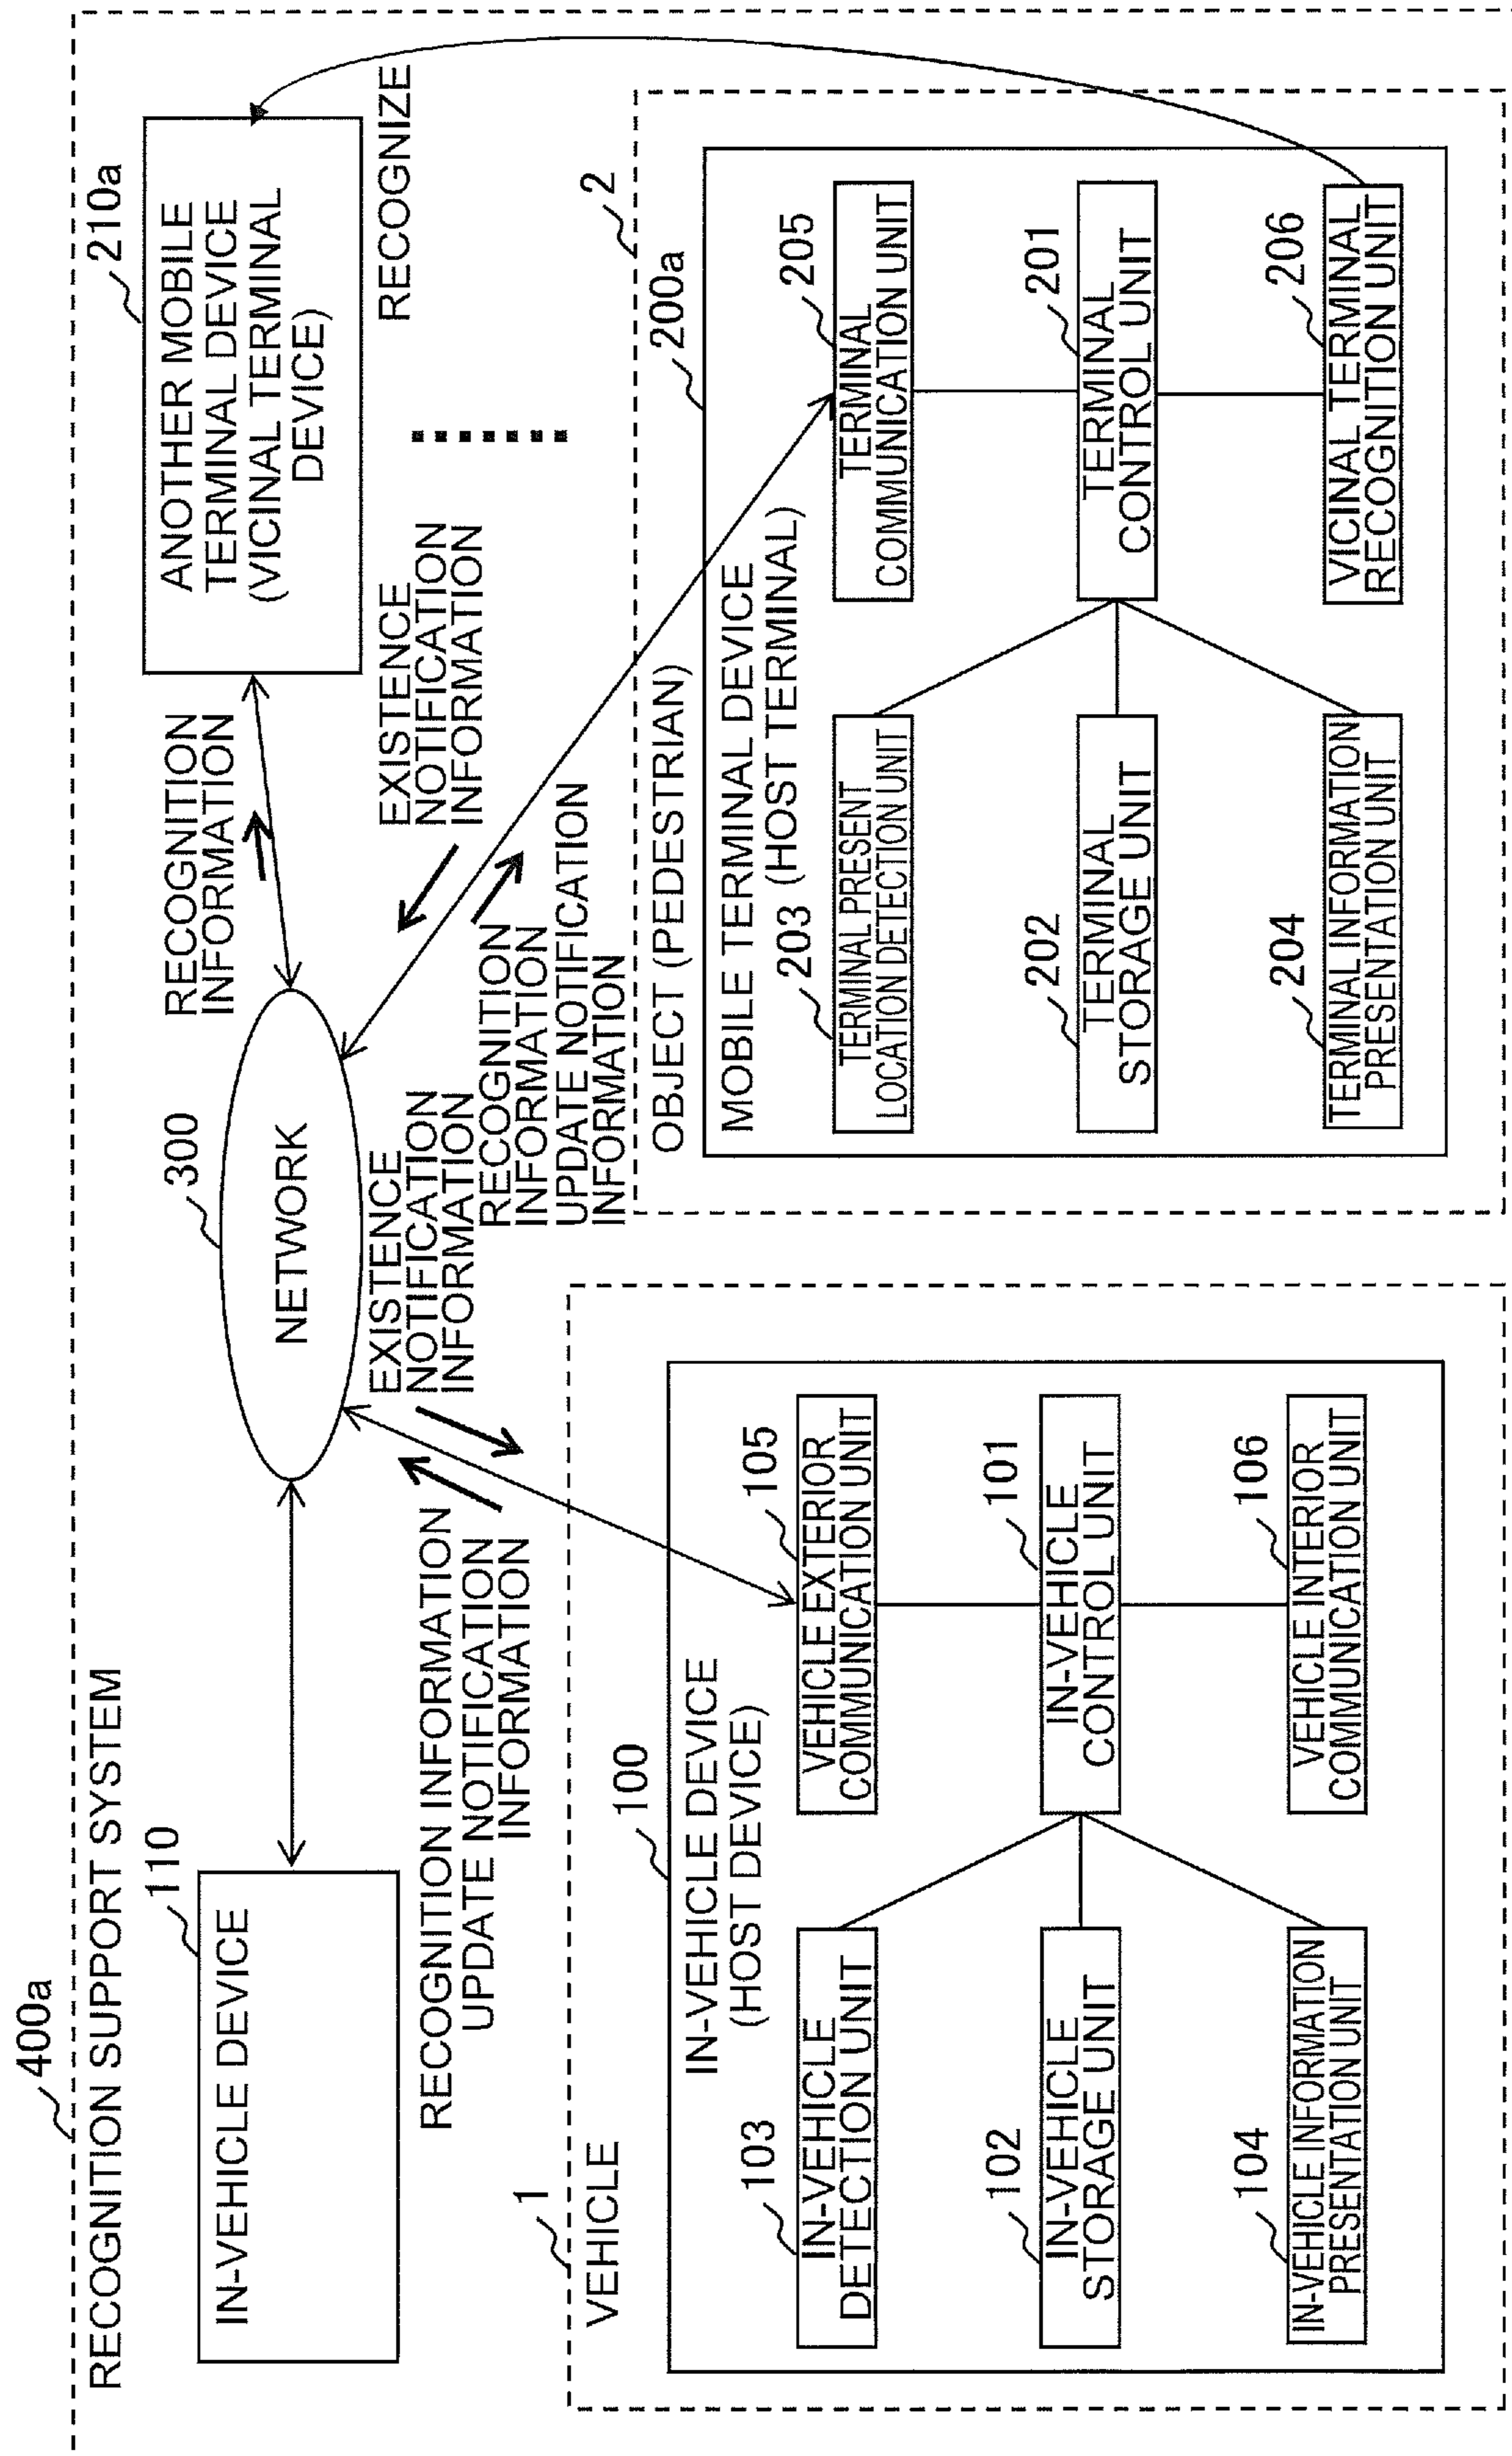 400a
RECOGNITION SUPPORT SYSTEM
110
IN-VEHICLE DEVICE
300
NETWORK
RECOGNITION
INFORMATION
210a
ANOTHER MOBILE
TERMINAL DEVICE
(VICINAL TERMINAL
DEVICE)
RECOGNIZE
RECOGNITION INFORMATION
UPDATE NOTIFICATION
INFORMATION
EXISTENCE
NOTIFICATION
INFORMATION
RECOGNITION
INFORMATION
UPDATE NOTIFICATION
INFORMATION
EXISTENCE
NOTIFICATION
INFORMATION
1
VEHICLE
100
IN-VEHICLE DEVICE
(HOST DEVICE)
103
IN-VEHICLE
DETECTION UNIT
105
VEHICLE EXTERIOR
COMMUNICATION UNIT
102
IN-VEHICLE
STORAGE UNIT
101
IN-VEHICLE
CONTROL UNIT
104
IN-VEHICLE INFORMATION
PRESENTATION UNIT
106
VEHICLE INTERIOR
COMMUNICATION UNIT
2
OBJECT (PEDESTRIAN)
200a
MOBILE TERMINAL DEVICE
(HOST TERMINAL)
203
TERMINAL PRESENT
LOCATION DETECTION UNIT
205
TERMINAL
COMMUNICATION UNIT
202
TERMINAL
STORAGE UNIT
201
TERMINAL
CONTROL UNIT
204
TERMINAL INFORMATION
PRESENTATION UNIT
206
VICINAL TERMINAL
RECOGNITION UNIT